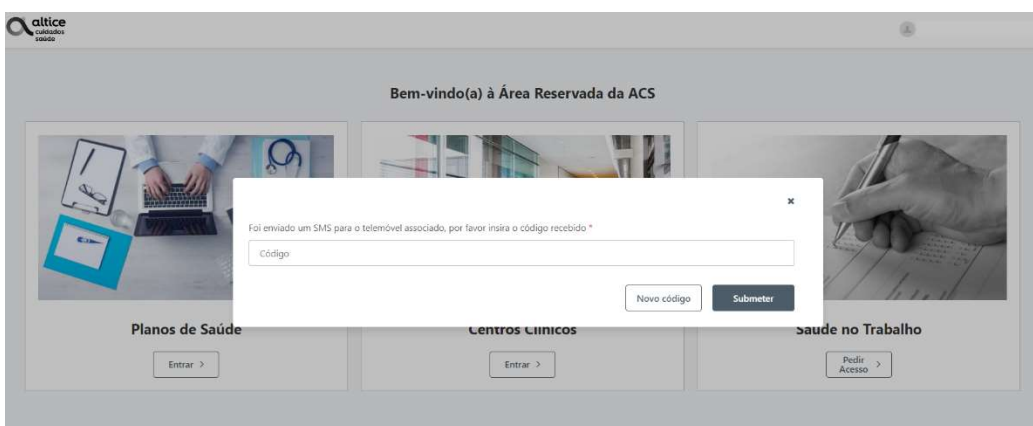 altice
cuidados
saúde
Bem-vindo(a) à Área Reservada da ACS
Foi enviado um SMS para o telemóvel associado, por favor insira o código recebido *
Código
Novo código
Submeter
Planos de Saúde
Centros Clínicos
Saúde no Trabalho
Entrar >
Entrar >
Pedir
Acesso >